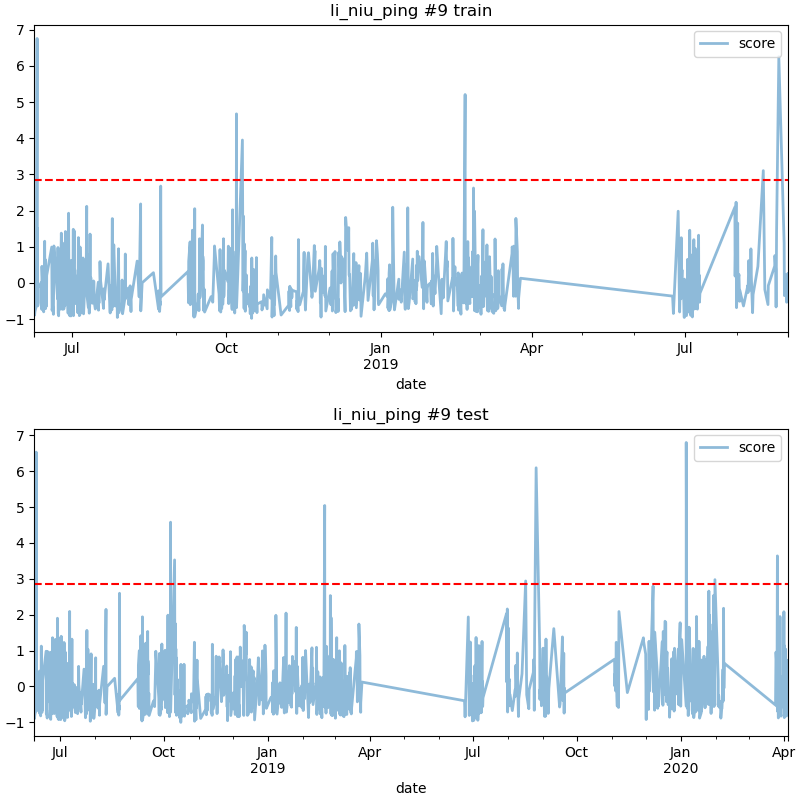 li_niu_ping #9 train
score
7
6
5
4
3
2
1
0
−1
Jul
Oct
Jan
2019
Apr
Jul
date
li_niu_ping #9 test
score
7
6
5
4
3
2
1
0
−1
Jul
Oct
Jan
2019
Apr
Jul
Oct
Jan
2020
Apr
date